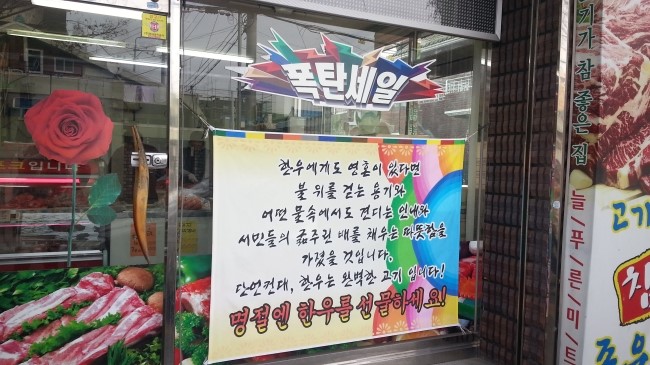 폭탄세일
한우에게도 영혼이 있다면
불 위를 걷는 용기와
어떤 물속에서도 견디는 인내와
서민들의 굶주린 배를 채우는 따뜻함을
가졌을 것입니다.
단언컨대, 한우는 완벽한 고기 입니다!
명절엔 한우를 선물하세요!
기가 참 좋은 집
늘/푸/른/미/트
고기
참